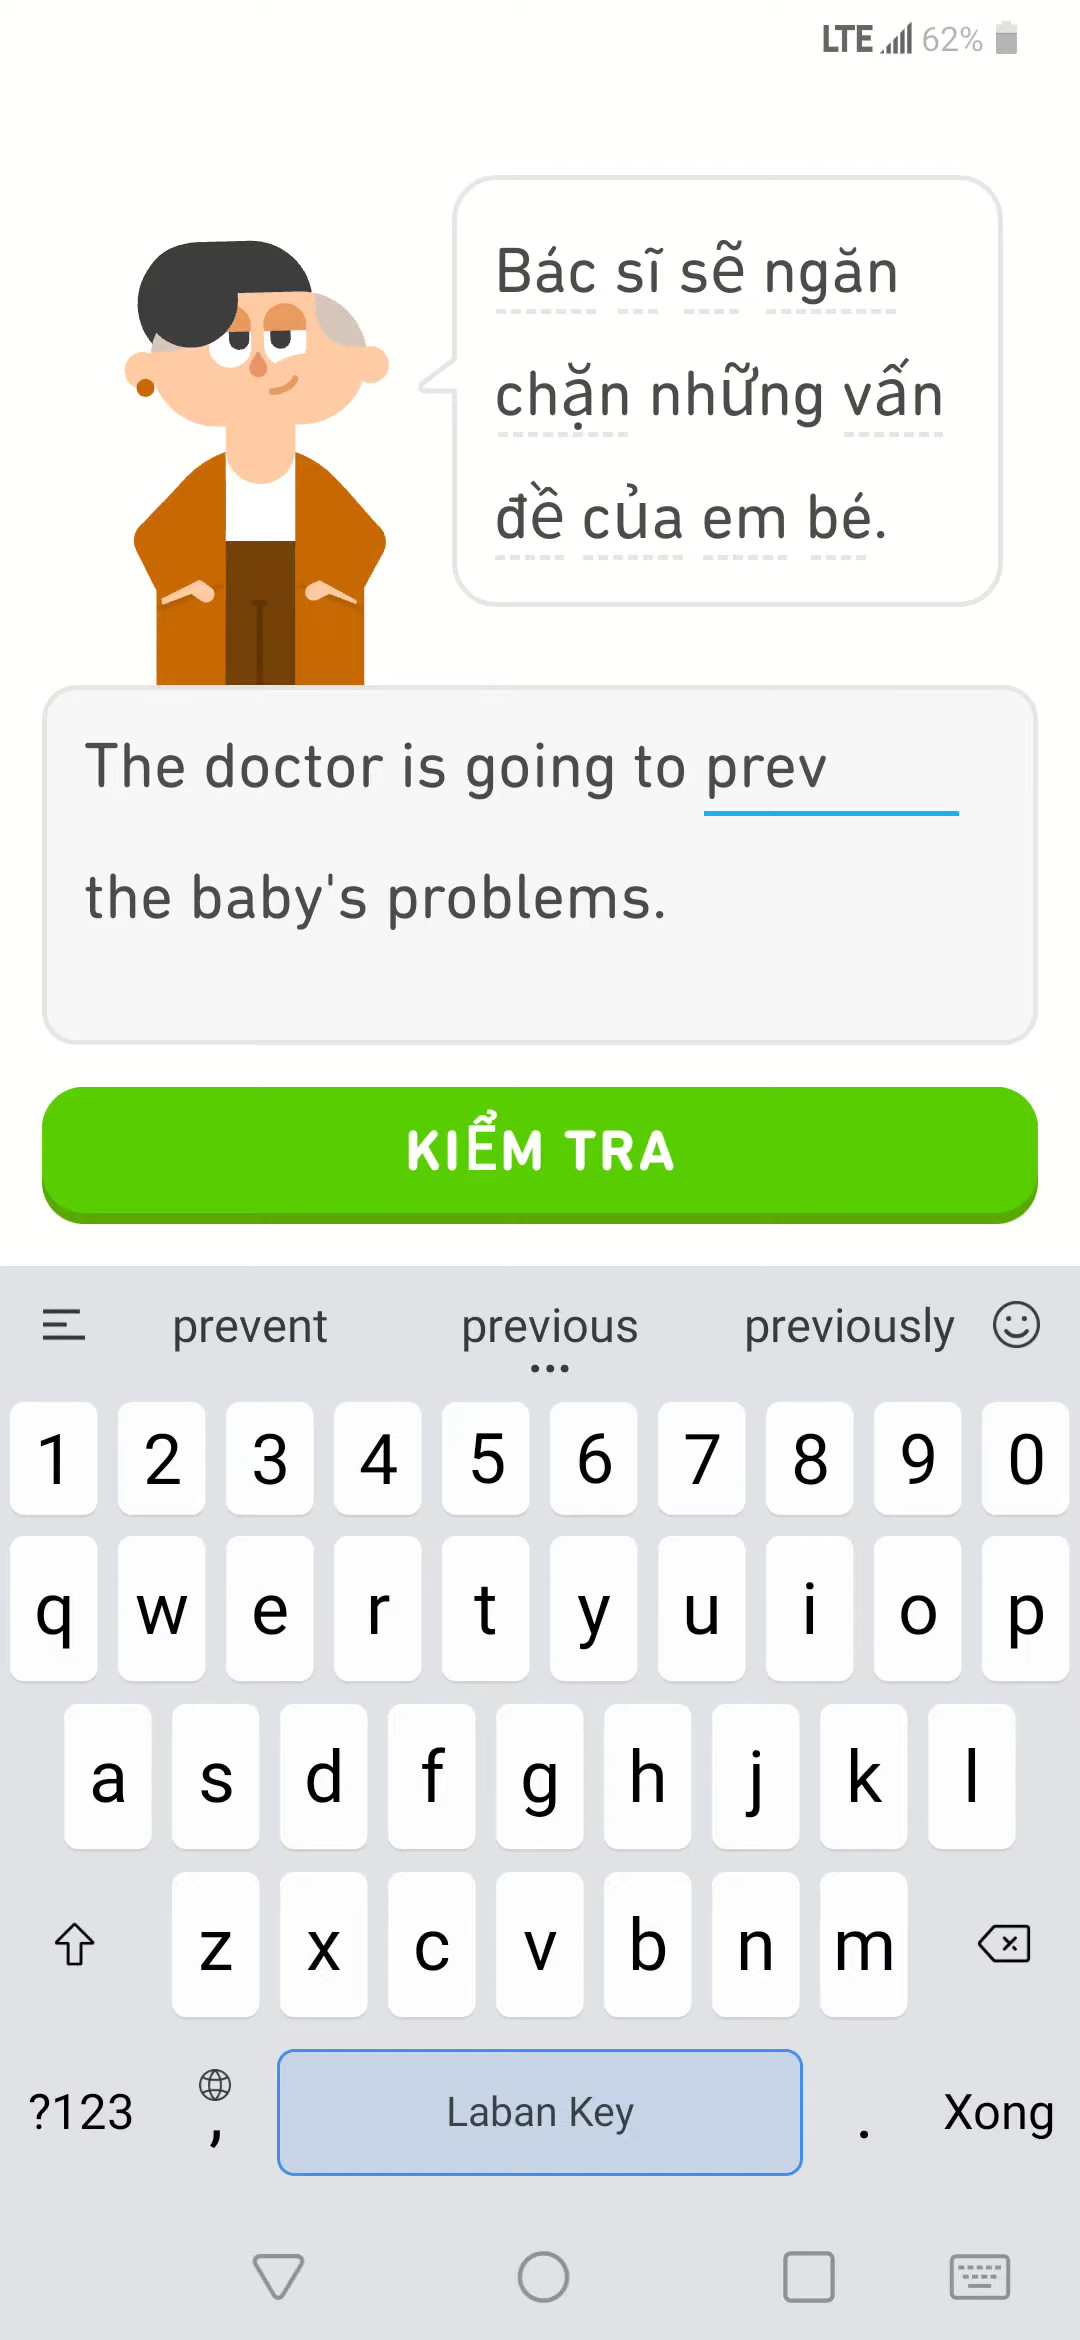 LTE 62%
Bác sĩ sẽ ngăn
chặn những vấn
đề của em bé.
The doctor is going to prev
the baby's problems.
KIỂM TRA
prevent previous previously
1 2 3 4 5 6 7 8 9 0
q w e r t y u i o p
a s d f g h j k l
z x c v b n m
?123 , Laban Key . Xong